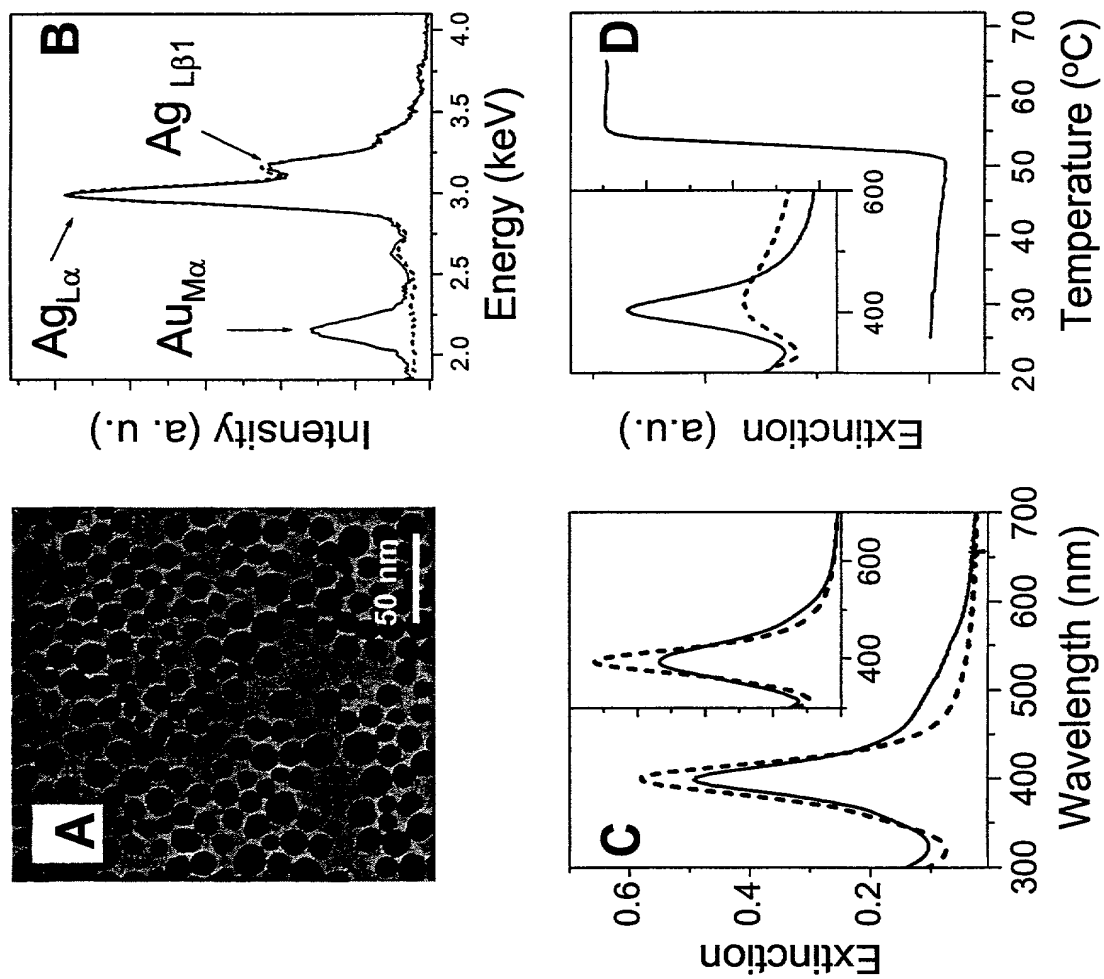 A
50 nm
B
Ag Lα
Au Mα
Ag Lβ1
Intensity (a. u.)
2.0 2.5 3.0 3.5 4.0
Energy (keV)
C
0.6
0.4
0.2
Extinction
400 600
300 400 500 600 700
Wavelength (nm)
D
Extinction (a.u.)
400 600
20 30 40 50 60 70
Temperature (ºC)